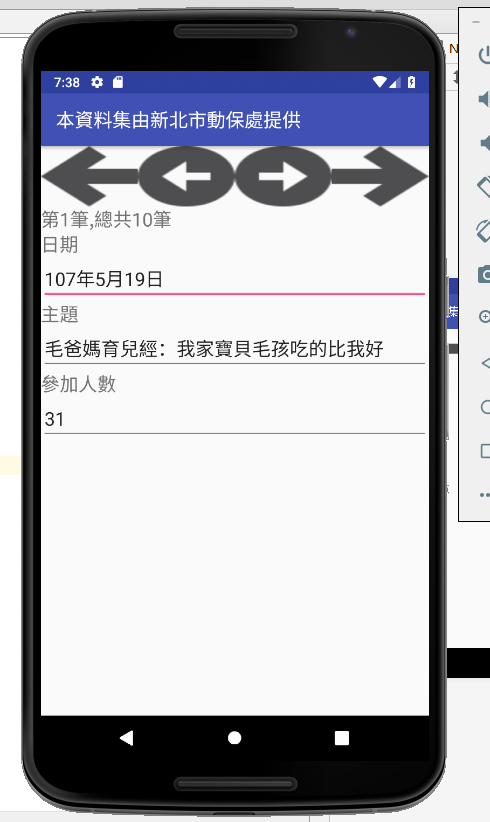 7:38
本資料集由新北市動保處提供
第1筆,總共10筆
日期
107年5月19日
主題
毛爸媽育兒經：我家寶貝毛孩吃的比我好
參加人數
31
N
集